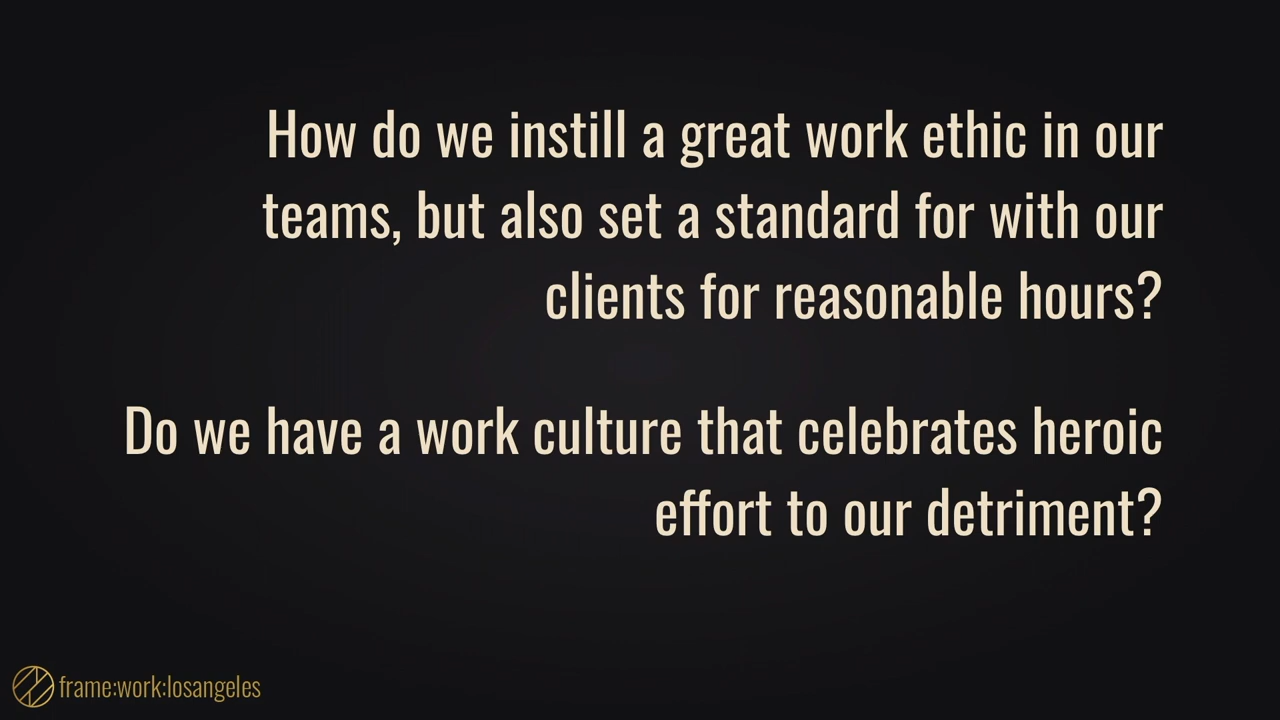 How do we instill a great work ethic in our
teams, but also set a standard for with our
clients for reasonable hours?
Do we have a work culture that celebrates heroic
effort to our detriment?
frame:work:losangeles